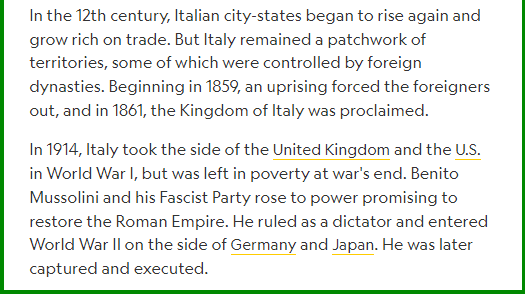 In the 12th century, Italian city-states began to rise again and
grow rich on trade. But Italy remained a patchwork of
territories, some of which were controlled by foreign
dynasties. Beginning in 1859, an uprising forced the foreigners
out, and in 1861, the Kingdom of Italy was proclaimed.
In 1914, Italy took the side of the United Kingdom and the U.S.
in World War I, but was left in poverty at war's end. Benito
Mussolini and his Fascist Party rose to power promising to
restore the Roman Empire. He ruled as a dictator and entered
World War II on the side of Germany and Japan. He was later
captured and executed.